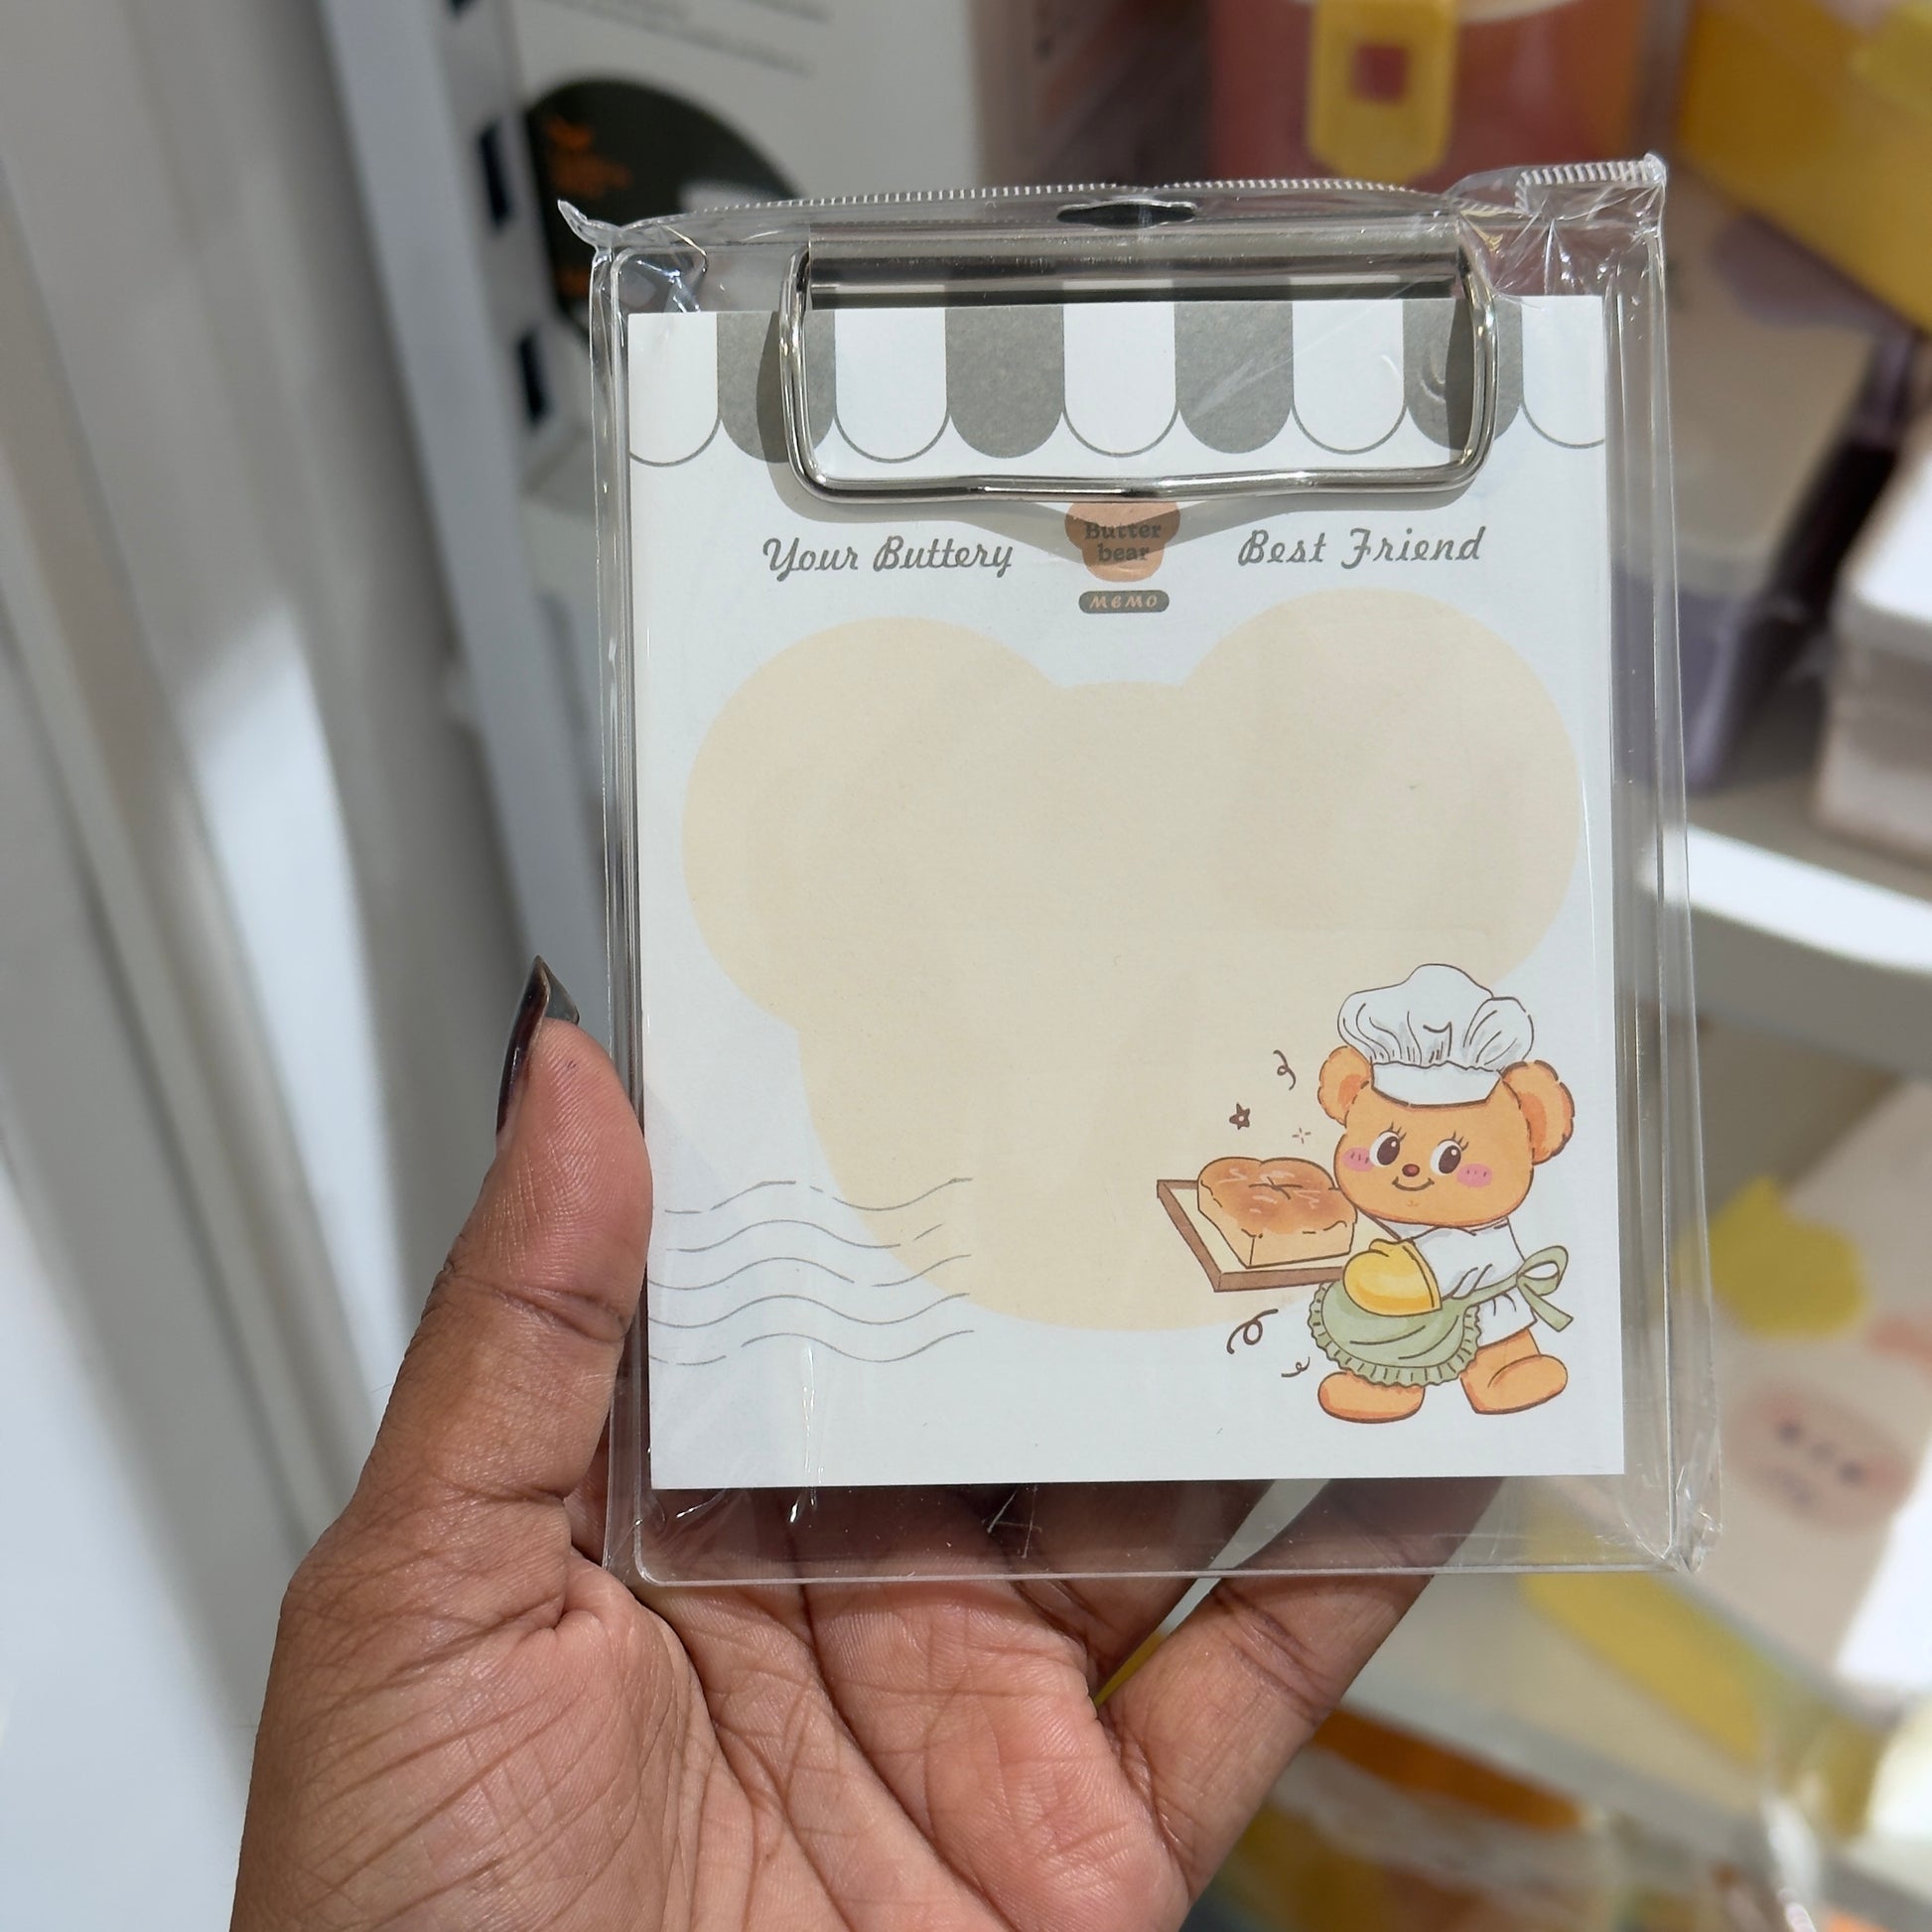 Your Buttery
Butter
bear
Best Friend
MEMO